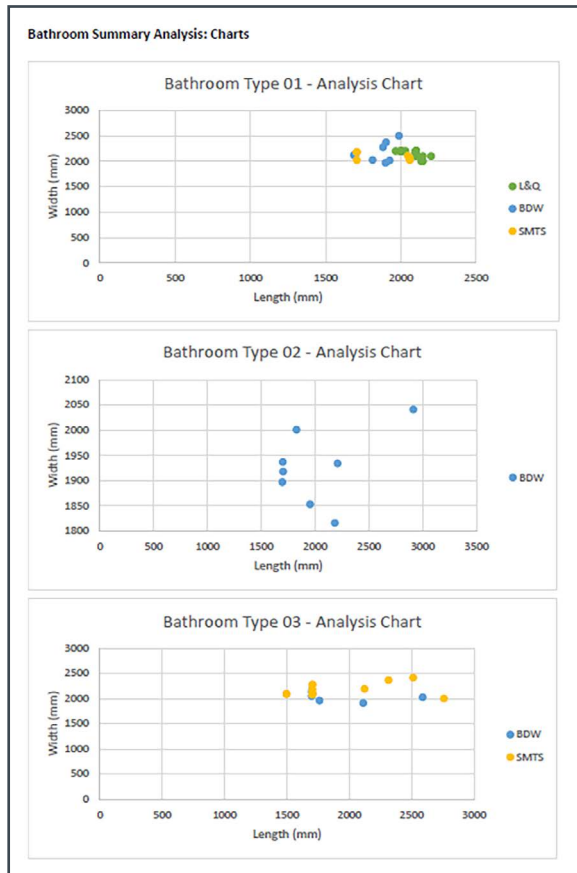 Bathroom Summary Analysis: Charts
Bathroom Type 01 - Analysis Chart
3000
2500
2000
1500
1000
500
0
Width (mm)
0 500 1000 1500 2000 2500
Length (mm)
L&Q
BDW
SMTS
Bathroom Type 02 - Analysis Chart
2100
2050
2000
1950
1900
1850
1800
Width (mm)
0 500 1000 1500 2000 2500 3000 3500
Length (mm)
BDW
Bathroom Type 03 - Analysis Chart
3000
2500
2000
1500
1000
500
0
Width (mm)
0 500 1000 1500 2000 2500 3000
Length (mm)
BDW
SMTS